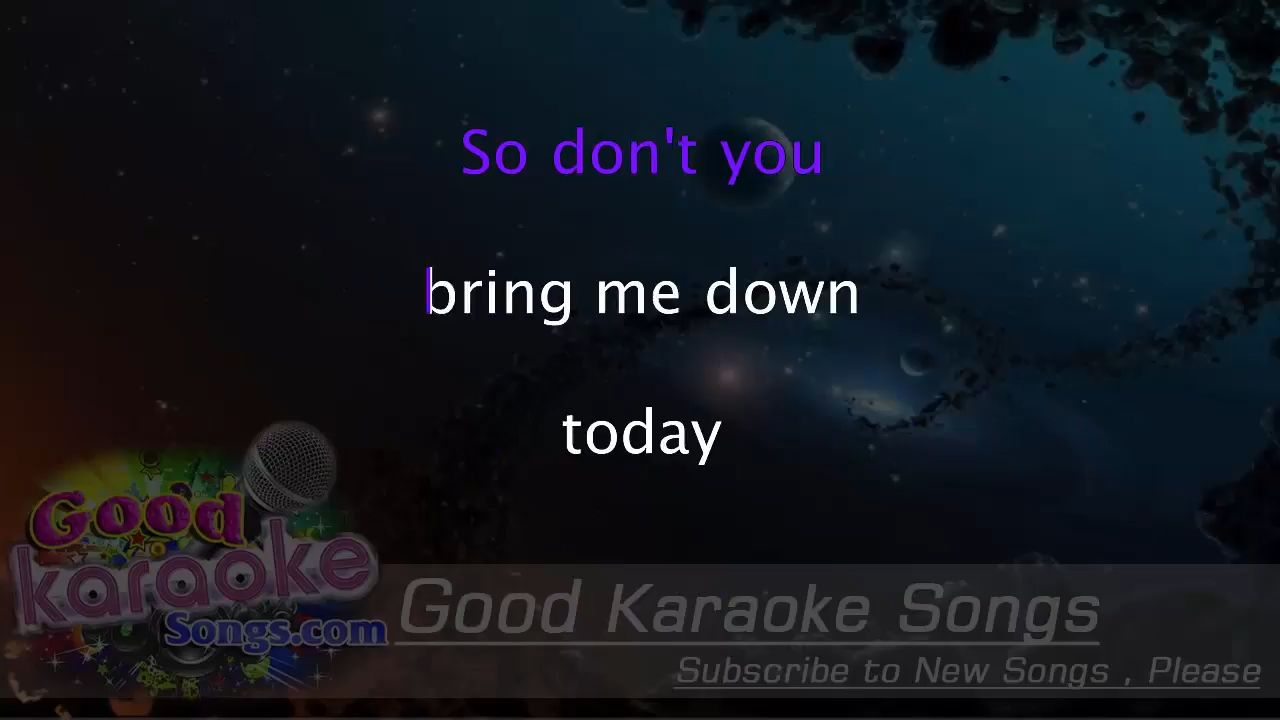 So don't you
bring me down
today
Good
karaoke
Songs.com
Good Karaoke Songs
Subscribe to New Songs , Please